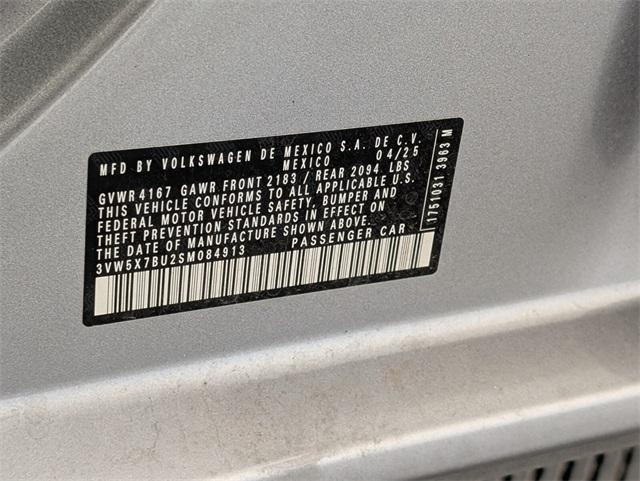 MFD BY VOLKSWAGEN DE MEXICO S.A. DE C.V.
MEXICO 04/25
GVWR 4167 GAWR FRONT 2183 / REAR 2094 LBS
THIS VEHICLE CONFORMS TO ALL APPLICABLE U.S.
FEDERAL MOTOR VEHICLE SAFETY, BUMPER AND
THEFT PREVENTION STANDARDS IN EFFECT ON
THE DATE OF MANUFACTURE SHOWN ABOVE.
3VW5X7BU2SM084913 PASSENGER CAR
1751031 3963 M